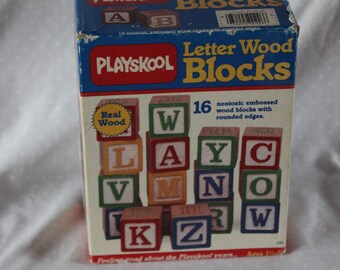 A B
PLAYSKOOL
Letter Wood
Blocks
Real
Wood
16 nontoxic embossed
wood blocks with
rounded edges.
W
L A Y C
V M N O
R W
K Z
Feeling good about the Playskool years...
Ages